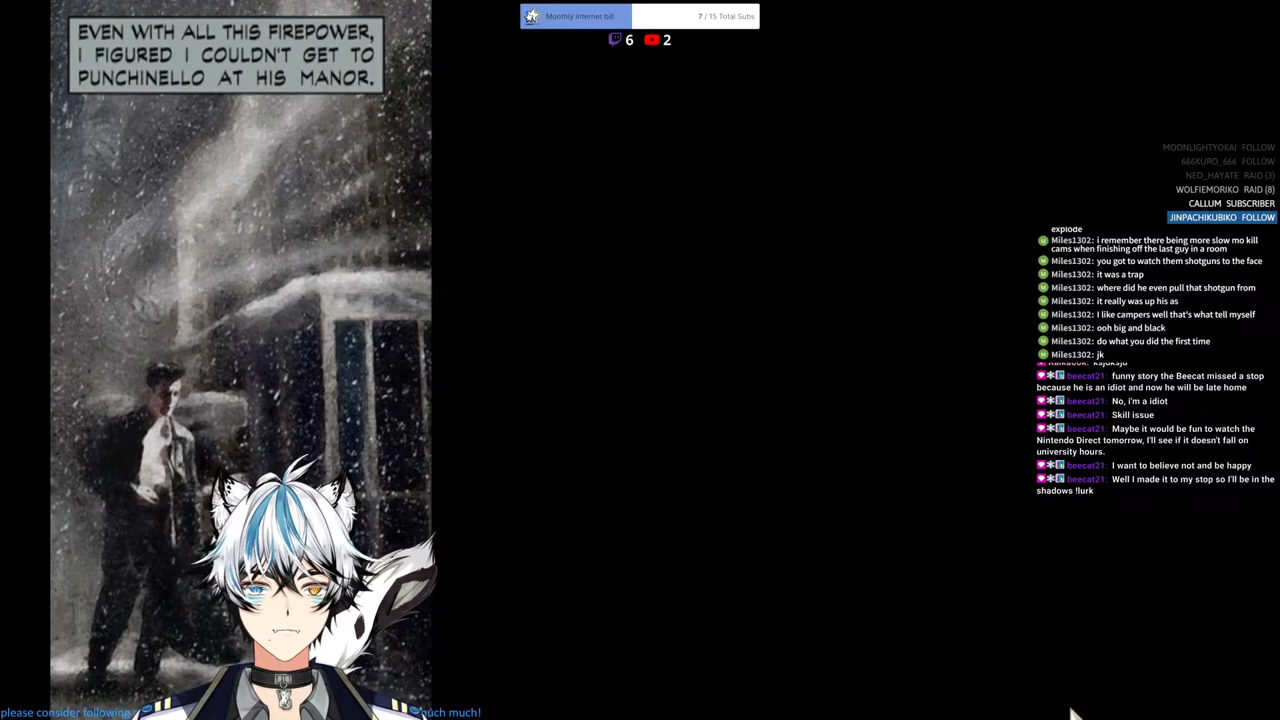 EVEN WITH ALL THIS FIREPOWER,
I FIGURED I COULDN'T GET TO
PUNCHINELLO AT HIS MANOR.
Monthly internet bill 7 / 15 Total Subs
6 2
MOONLIGHTYOKAI FOLLOW
666KURO_666 FOLLOW
NEO_HAYATE RAID (3)
WOLFIEMORIKO RAID (8)
CALLUM SUBSCRIBER
JINPACHIKUBIKO FOLLOW
explode
M Miles1302: i remember there being more slow mo kill
cams when finishing off the last guy in a room
M Miles1302: you got to watch them shotguns to the face
M Miles1302: it was a trap
M Miles1302: where did he even pull that shotgun from
M Miles1302: it really was up his as
M Miles1302: I like campers well that's what tell myself
M Miles1302: ooh big and black
M Miles1302: do what you did the first time
M Miles1302: jk
beecat21: funny story the Beecat missed a stop
because he is an idiot and now he will be late home
beecat21: No, i'm a idiot
beecat21: Skill issue
beecat21: Maybe it would be fun to watch the
Nintendo Direct tomorrow, I'll see if it doesn't fall on
university hours.
beecat21: I want to believe not and be happy
beecat21: Well I made it to my stop so I'll be in the
shadows !lurk
please consider following much much!